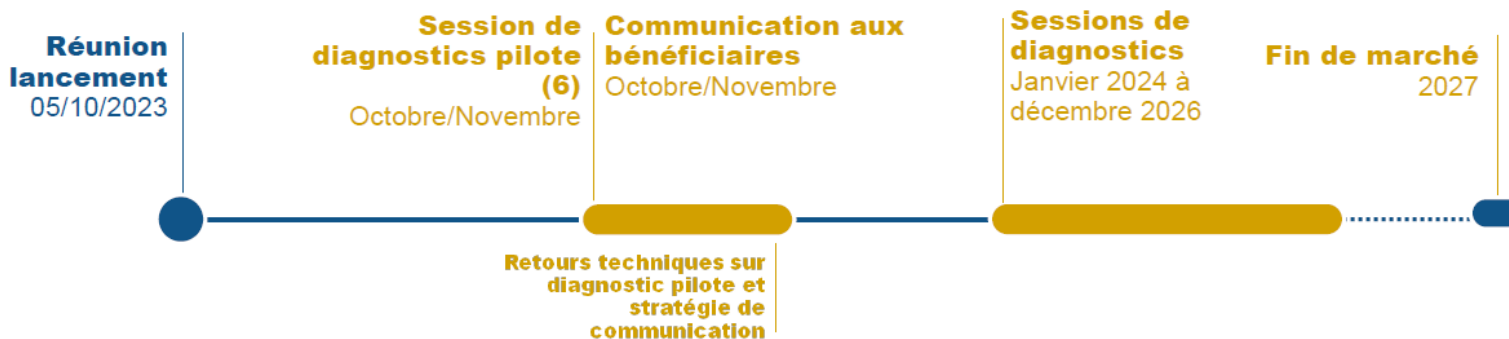 Réunion
lancement
05/10/2023
Session de
diagnostics pilote
(6)
Octobre/Novembre
Communication aux
bénéficiaires
Octobre/Novembre
Retours techniques sur
diagnostic pilote et
stratégle de
communication
Sessions de
diagnostics
Janvier 2024 à
décembre 2026
Fin de marché
2027